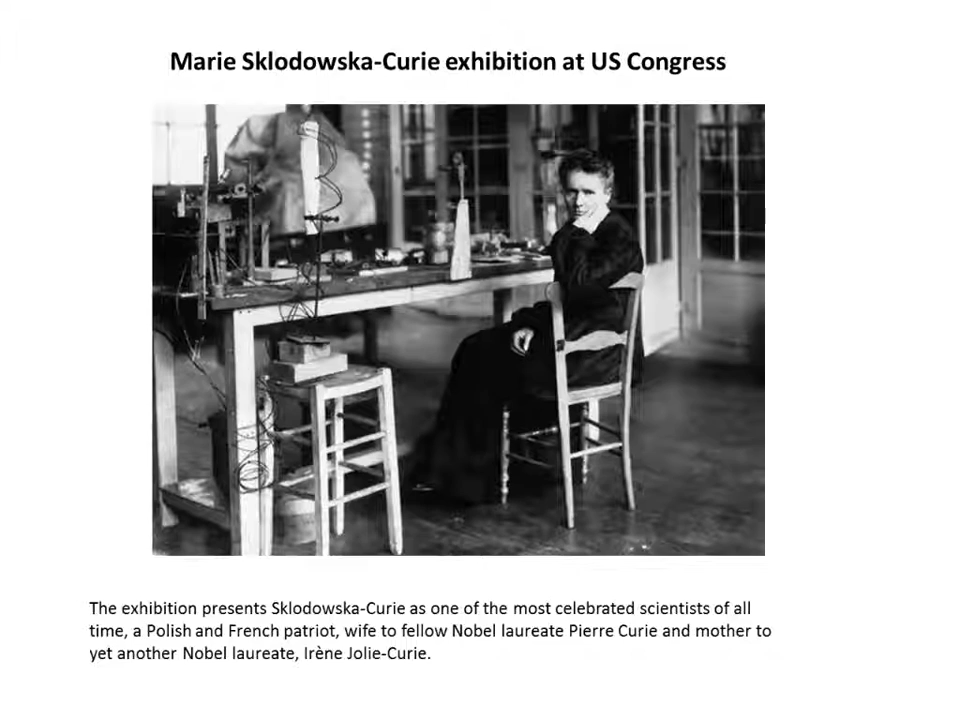 Marie Sklodowska-Curie exhibition at US Congress
The exhibition presents Sklodowska-Curie as one of the most celebrated scientists of all
time, a Polish and French patriot, wife to fellow Nobel laureate Pierre Curie and mother to
yet another Nobel laureate, Irène Jolie-Curie.